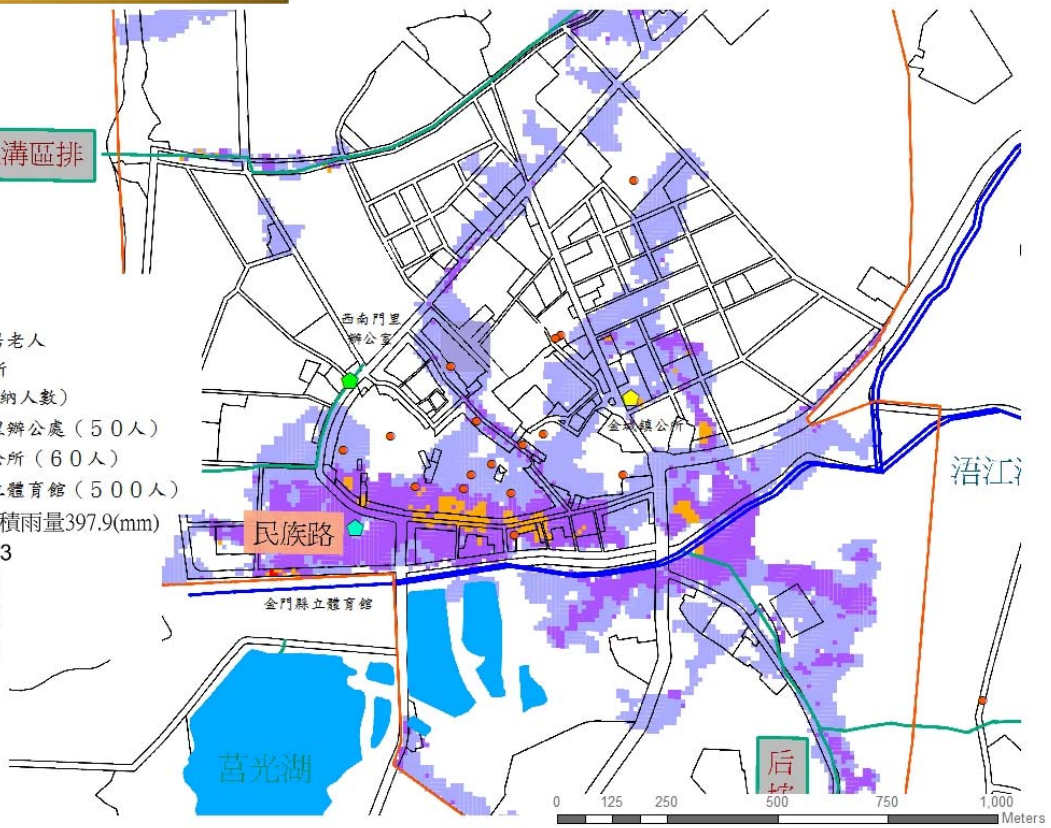 溝區排
西南門里
辦公室
老人
所
納人數）
辦公處（５０人）
公所（６０人）
立體育館（５００人）
積雨量397.9(mm)
3
金城鎮公所
浯江
民族路
金門縣立體育館
莒光湖
后
0 125 250 500 750 1,000
Meters